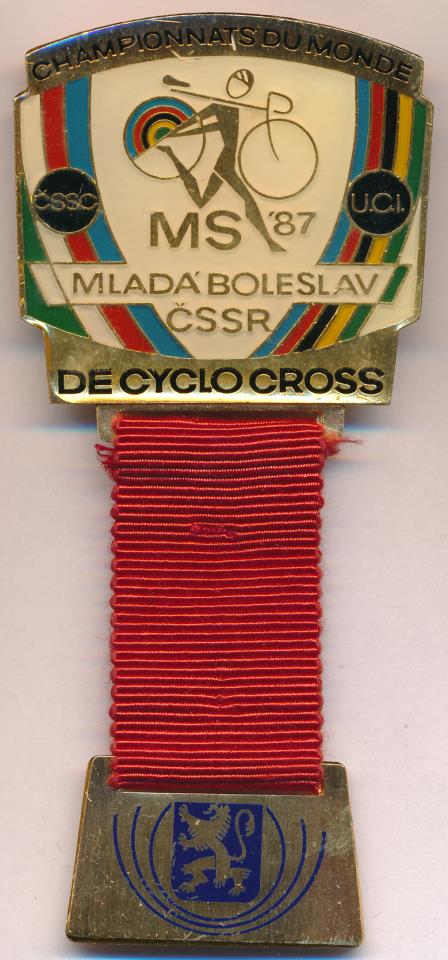 CHAMPIONNATS DU MONDE
ČSSC
U.C.I.
MS '87
MLADÁ BOLESLAV
ČSSR
DE CYCLO CROSS